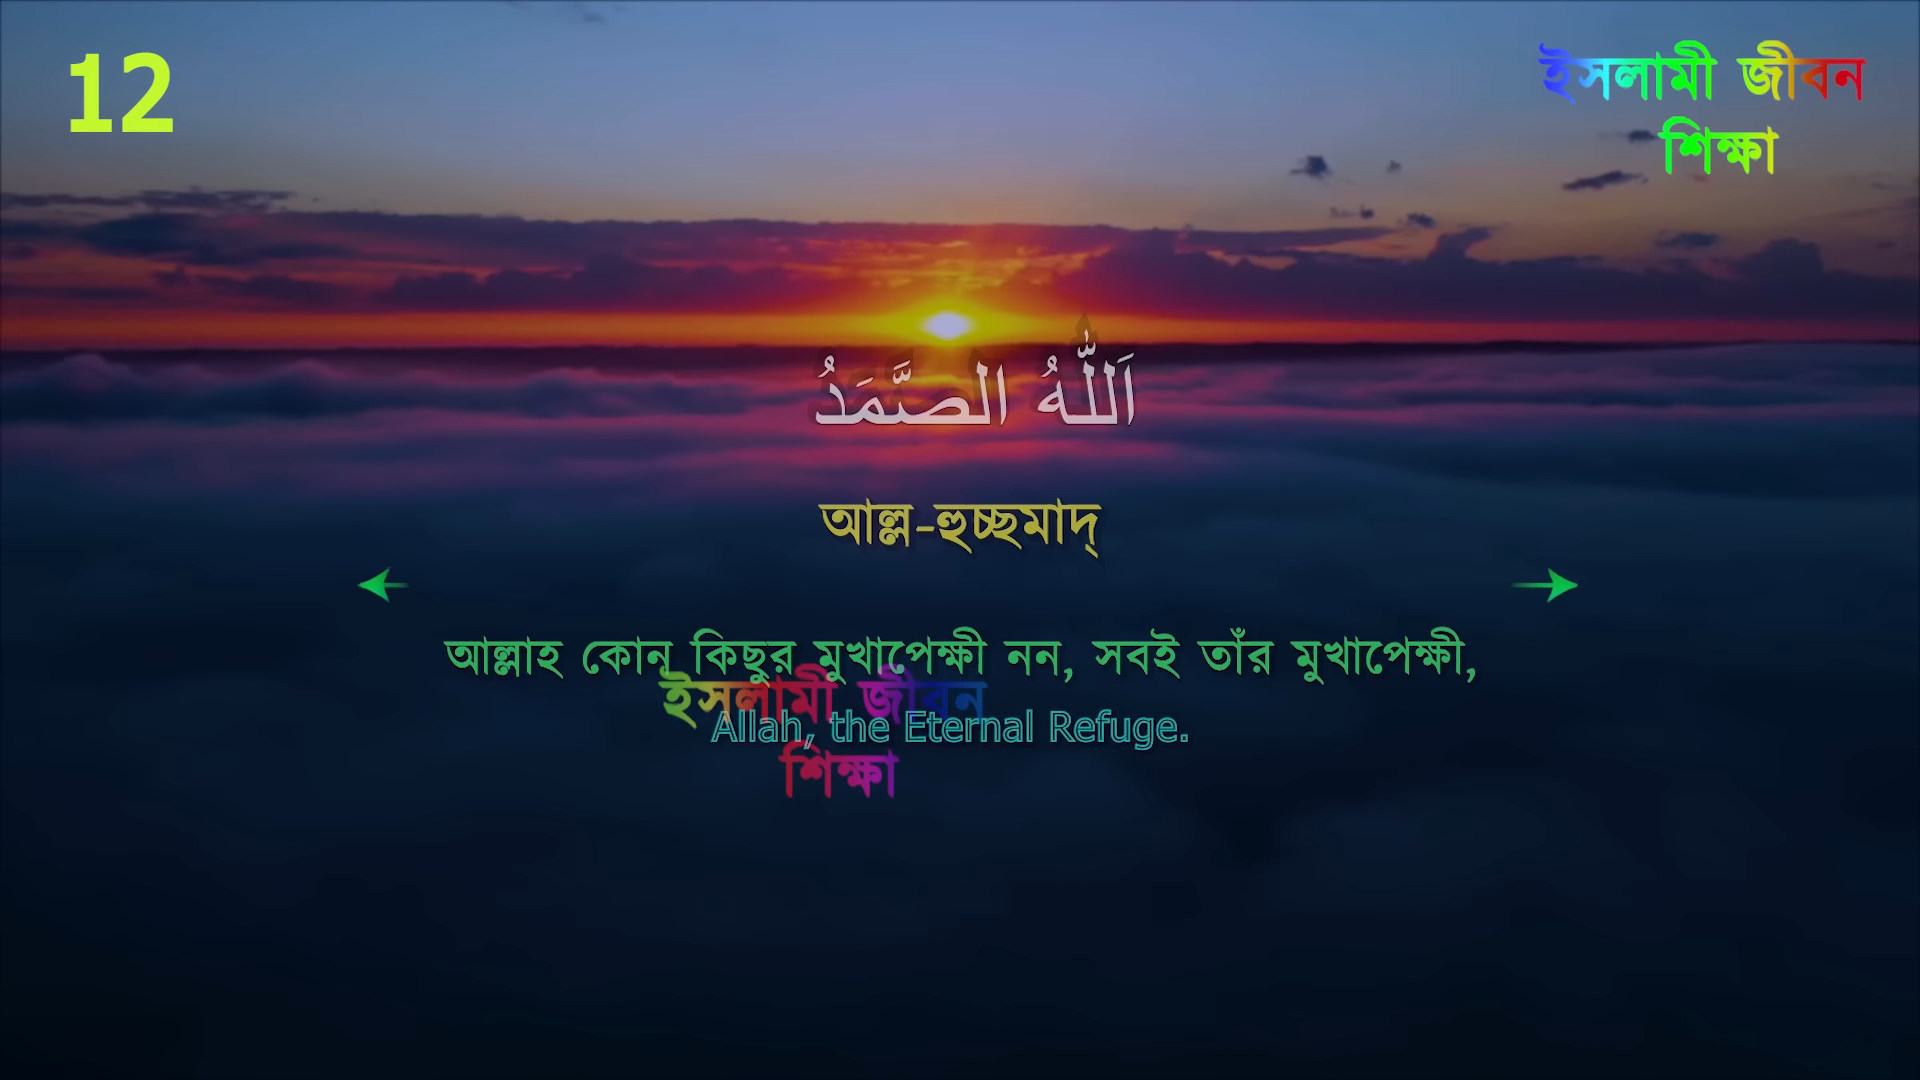 12
ইসলামী জীবন
শিক্ষা
اَللّٰهُ الصَّمَدُ
আল্ল-হুচ্ছমাদ্
আল্লাহ কোন কিছুর মুখাপেক্ষী নন, সবই তাঁর মুখাপেক্ষী,
ইসলামী জীবন
Allah, the Eternal Refuge.
শিক্ষা